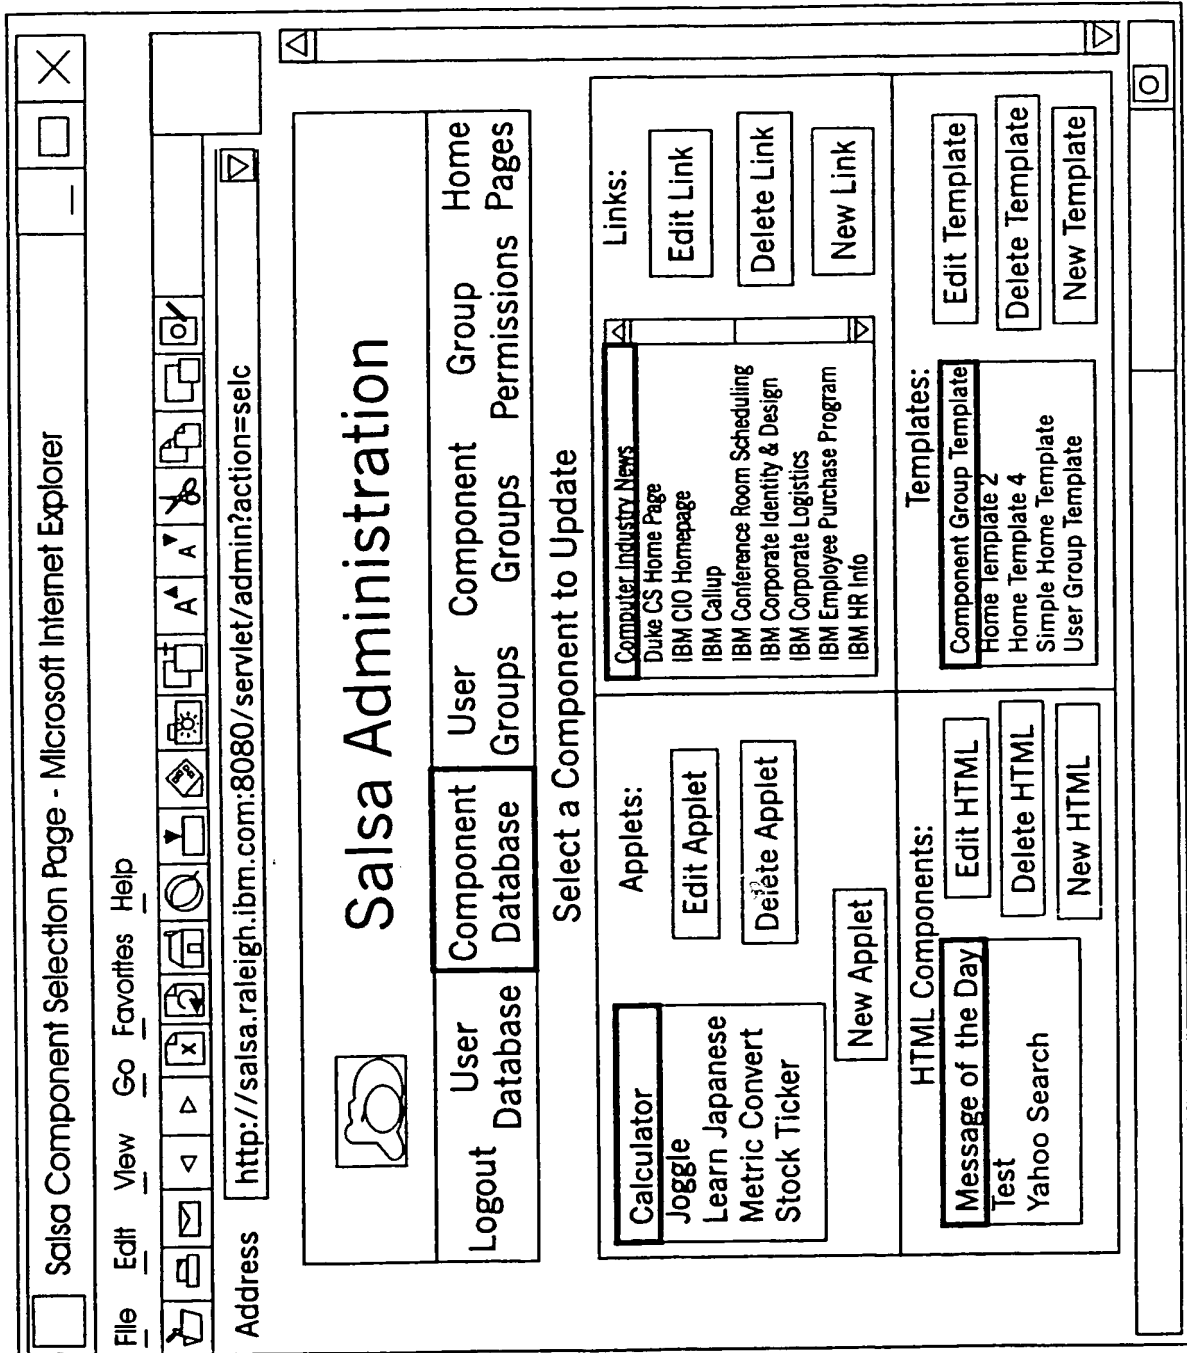 Salsa Component Selection Page - Microsoft Internet Explorer
File Edit View Go Favorites Help
A A
Address http://salsa.raleigh.ibm.com:8080/servlet/admin?action=selc
Salsa Administration
Logout User Database Component Database User Groups Component Groups Group Permissions Home Pages
Select a Component to Update
Applets:
Calculator
Joggle
Learn Japanese
Metric Convert
Stock Ticker
Edit Applet
Delete Applet
New Applet
Links:
Computer Industry News
Duke CS Home Page
IBM CIO Homepage
IBM Callup
IBM Conference Room Scheduling
IBM Corporate Identity & Design
IBM Corporate Logistics
IBM Employee Purchase Program
IBM HR Info
Edit Link
Delete Link
New Link
HTML Components:
Message of the Day
Test
Yahoo Search
Edit HTML
Delete HTML
New HTML
Templates:
Component Group Template
Home Template 2
Home Template 4
Simple Home Template
User Group Template
Edit Template
Delete Template
New Template